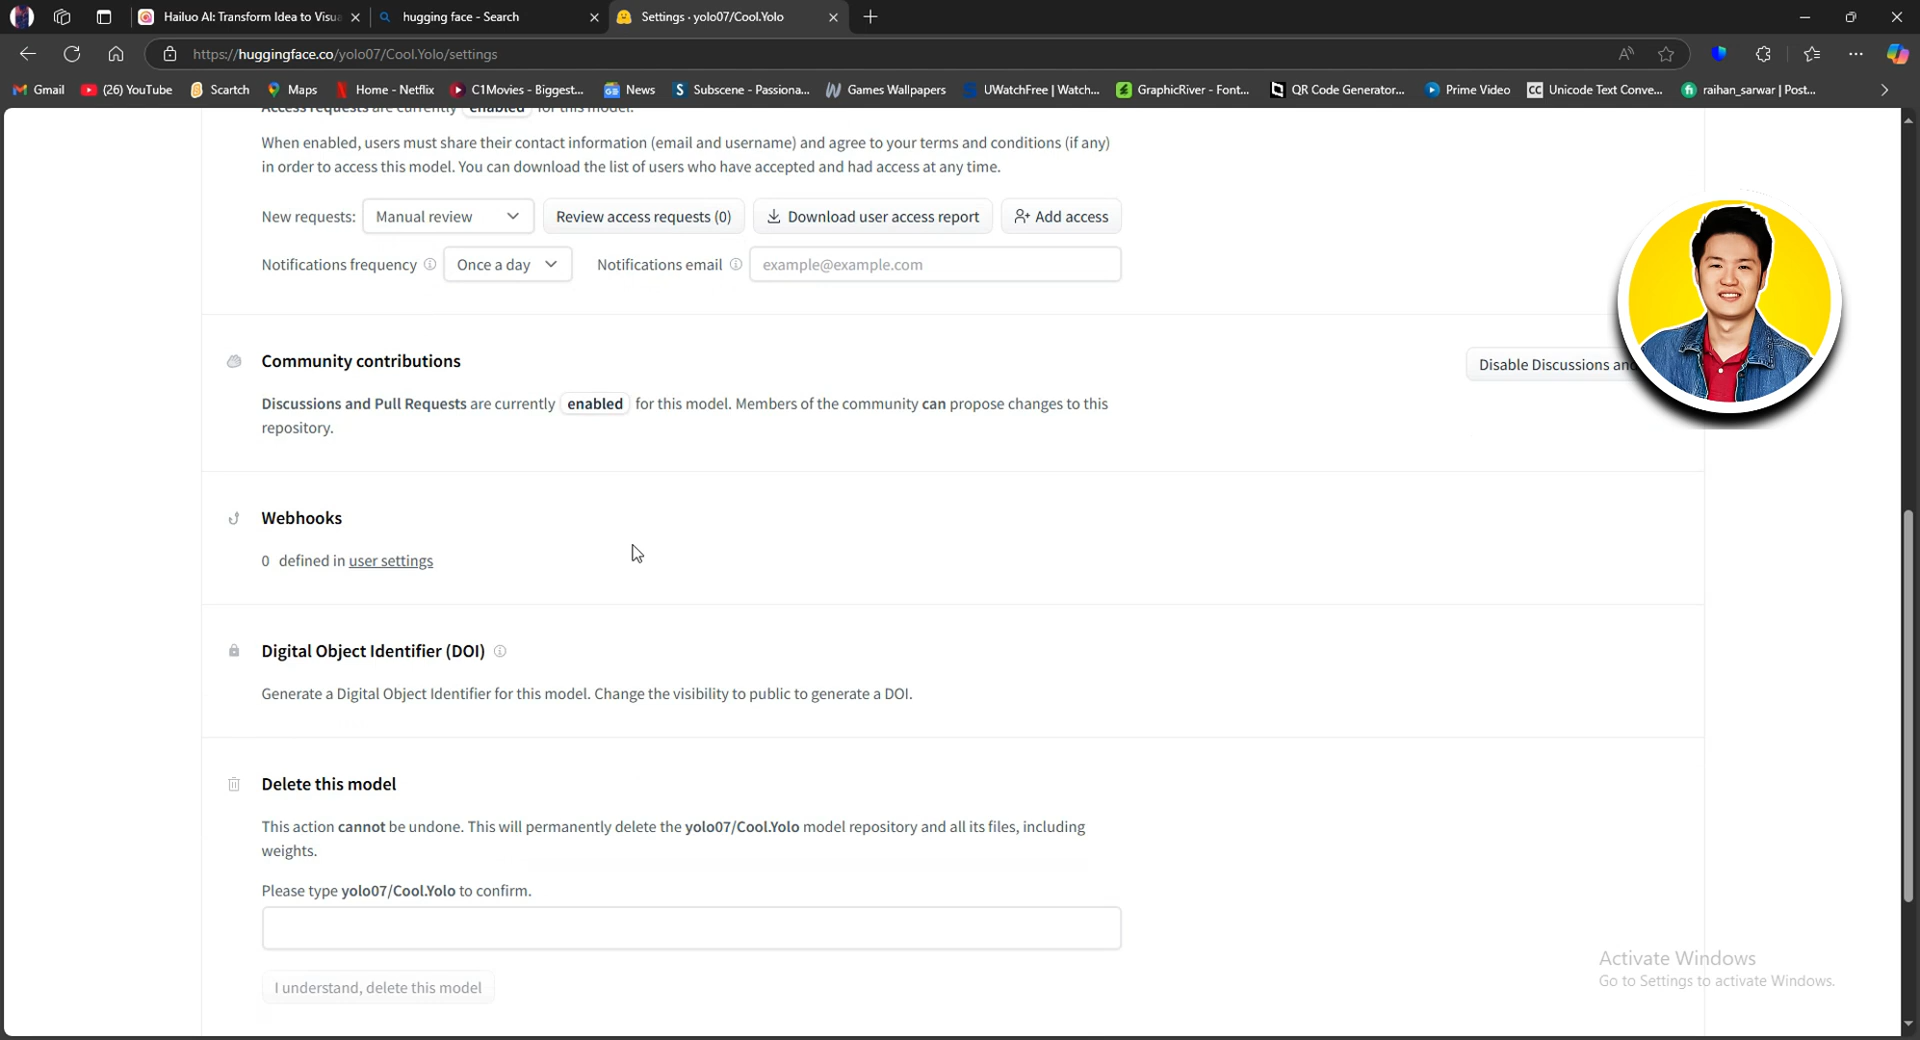 Hailuo AI: Transform Idea to Visu
hugging face - Search
Settings · yolo07/Cool.Yolo
https://huggingface.co/yolo07/Cool.Yolo/settings
Gmail
(26) YouTube
Scartch
Maps
Home - Netflix
C1Movies - Biggest...
News
Subscene - Passiona...
Games Wallpapers
UWatchFree | Watch...
GraphicRiver - Font...
QR Code Generator...
Prime Video
Unicode Text Conve...
raihan_sarwar | Post...
Access requests are currently enabled for this model.
When enabled, users must share their contact information (email and username) and agree to your terms and conditions (if any)
in order to access this model. You can download the list of users who have accepted and had access at any time.
New requests: Manual review Review access requests (0) Download user access report Add access
Notifications frequency Once a day Notifications email example@example.com
Community contributions
Disable Discussions and
Discussions and Pull Requests are currently enabled for this model. Members of the community can propose changes to this
repository.
Webhooks
0 defined in user settings
Digital Object Identifier (DOI)
Generate a Digital Object Identifier for this model. Change the visibility to public to generate a DOI.
Delete this model
This action cannot be undone. This will permanently delete the yolo07/Cool.Yolo model repository and all its files, including
weights.
Please type yolo07/Cool.Yolo to confirm.
I understand, delete this model
Activate Windows
Go to Settings to activate Windows.